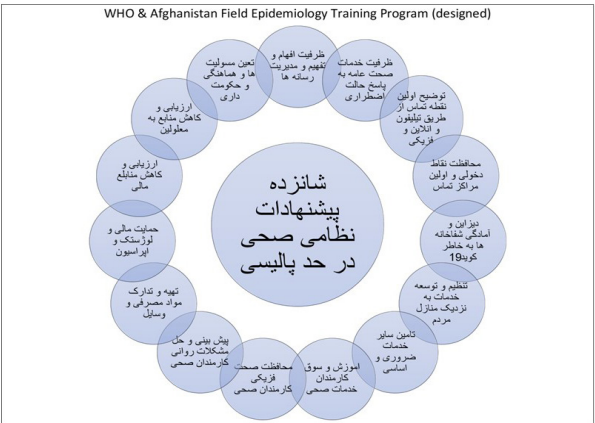 WHO & Afghanistan Field Epidemiology Training Program (designed)
شانزده
پیشنهادات
نظامی صحی
در حد پالیسی
ظرفیت افهام و
تفهیم و مدیریت
رسانه ها
ظرفیت خدمات
صحت عامه به
پاسخ حالت
اضطراری
توضیح اولین
نقطه تماس از
طریق تیلیفون
و انلاین و
فزیکی
محافظت نقاط
دخولی و اولین
مراکز تماس
دیزاین و
آمادگی شفاخانه
ها به خاطر
کوید19
تنظیم و توسعه
خدمات به
نزدیک منازل
مردم
تامین سایر
خدمات
ضروری و
اساسی
اموزش و سوق
کارمندان
خدمات صحی
محافظت صحت
فزیکی
کارمندان صحی
پیش بینی و حل
مشکلات روانی
کارمندان صحی
تهیه و تدارک
مواد مصرفی و
وسایل
حمایت مالی و
لوژستک و
اپراسیون
ارزیابی و
کاهش منابلع
مالی
ارزیابی و
کاهش منابع به
معلولین
تعین مسولیت
ها و هماهنگی
و حکومت
داری